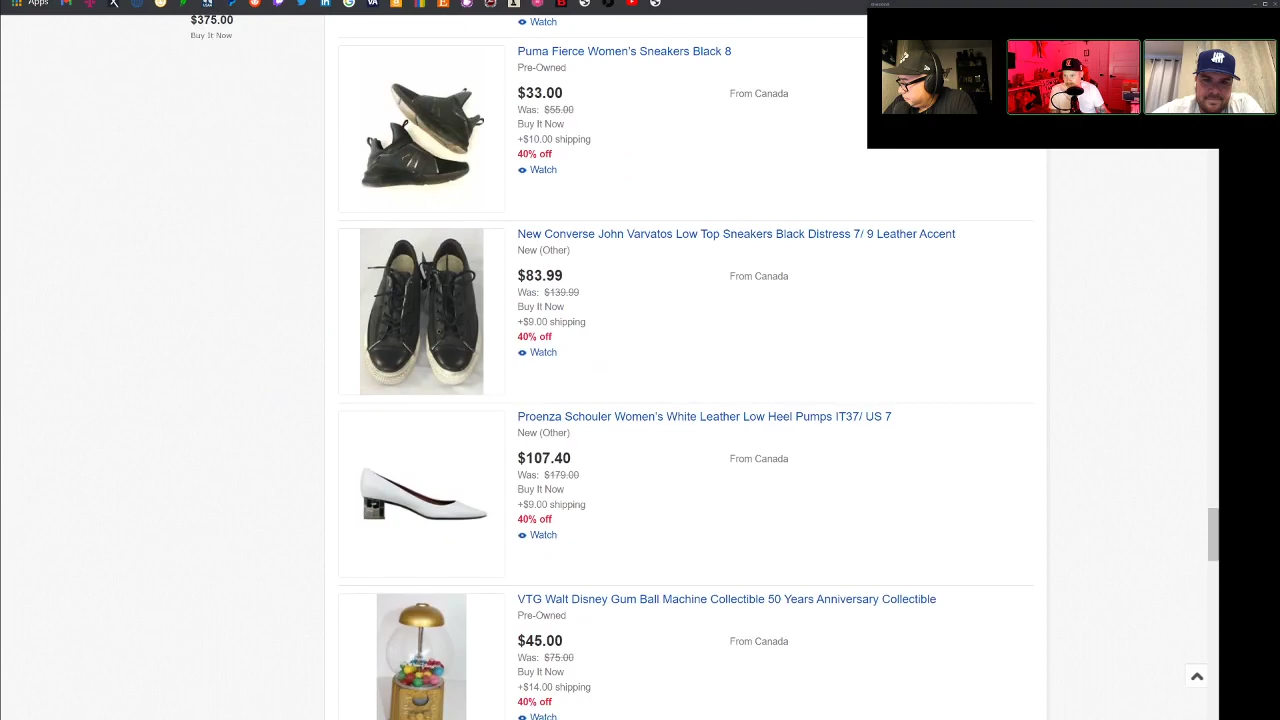 Apps
$375.00
Buy It Now
Watch
Puma Fierce Women's Sneakers Black 8
Pre-Owned
$33.00
From Canada
Was: $55.00
Buy It Now
+$10.00 shipping
40% off
Watch
New Converse John Varvatos Low Top Sneakers Black Distress 7/ 9 Leather Accent
New (Other)
$83.99
From Canada
Was: $139.99
Buy It Now
+$9.00 shipping
40% off
Watch
Proenza Schouler Women's White Leather Low Heel Pumps IT37/ US 7
New (Other)
$107.40
From Canada
Was: $179.00
Buy It Now
+$9.00 shipping
40% off
Watch
VTG Walt Disney Gum Ball Machine Collectible 50 Years Anniversary Collectible
Pre-Owned
$45.00
From Canada
Was: $75.00
Buy It Now
+$14.00 shipping
40% off
Watch